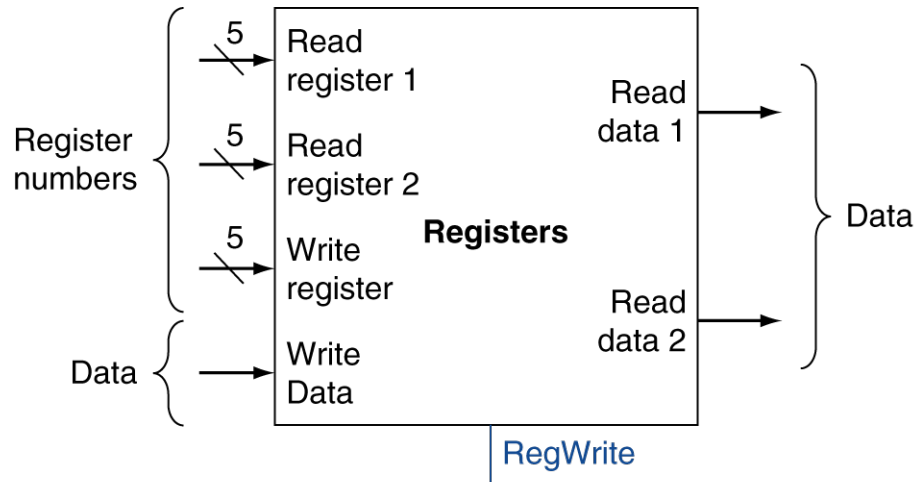 Register
numbers
Data
5
Read
register 1
5
Read
register 2
5
Write
register
Write
Data
Registers
Read
data 1
Read
data 2
Data
RegWrite